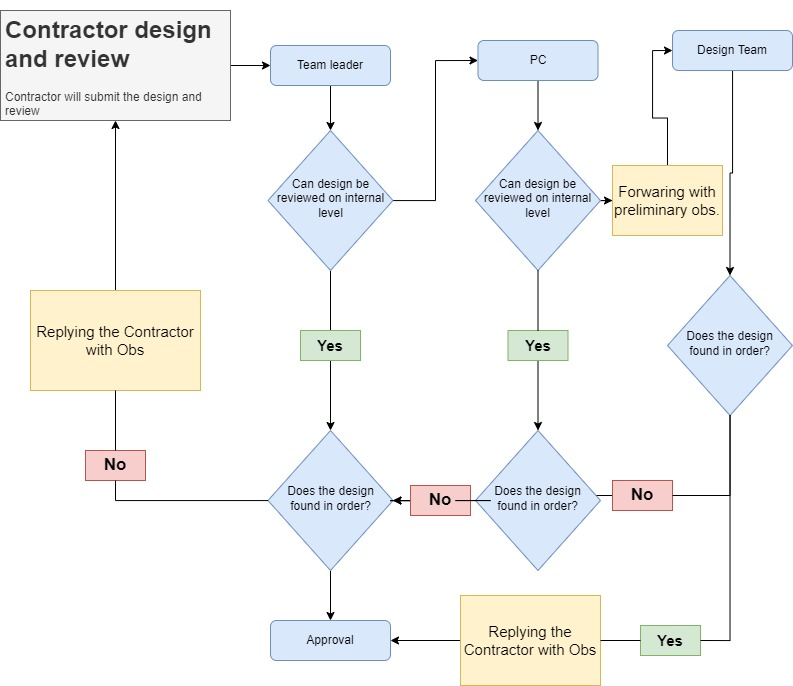 Contractor design
and review
Contractor will submit the design and
review
Team leader
PC
Design Team
Can design be
reviewed on internal
level
Can design be
reviewed on internal
level
Forwaring with
preliminary obs.
Replying the Contractor
with Obs
Yes
Yes
Does the design
found in order?
No
Does the design
found in order?
No
Does the design
found in order?
No
Approval
Replying the
Contractor with Obs
Yes